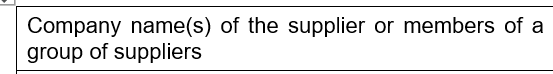 Company name(s) of the supplier or members of a
group of suppliers